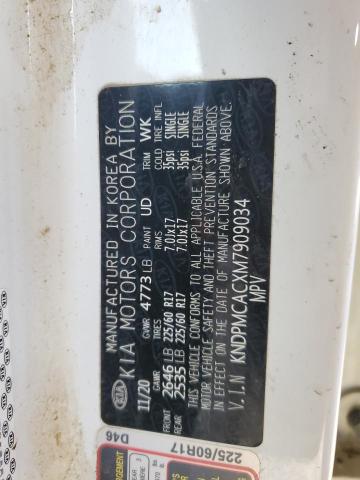 KIA
MANUFACTURED IN KOREA BY
KIA MOTORS CORPORATION
11/20 GVWR 4773 LB PAINT UD TRIM WK
TIRES RIMS COLD TIRE INFL
FRONT 2646 LB 225/60 R17 7.0Jx17 35psi SINGLE
REAR 2535 LB 225/60 R17 7.0Jx17 35psi SINGLE
THIS VEHICLE CONFORMS TO ALL APPLICABLE U.S.A. FEDERAL
MOTOR VEHICLE SAFETY AND THEFT PREVENTION STANDARDS
IN EFFECT ON THE DATE OF MANUFACTURE SHOWN ABOVE.
V.I.N KNDPMCACXM7909034
MPV
D46
225/60R17